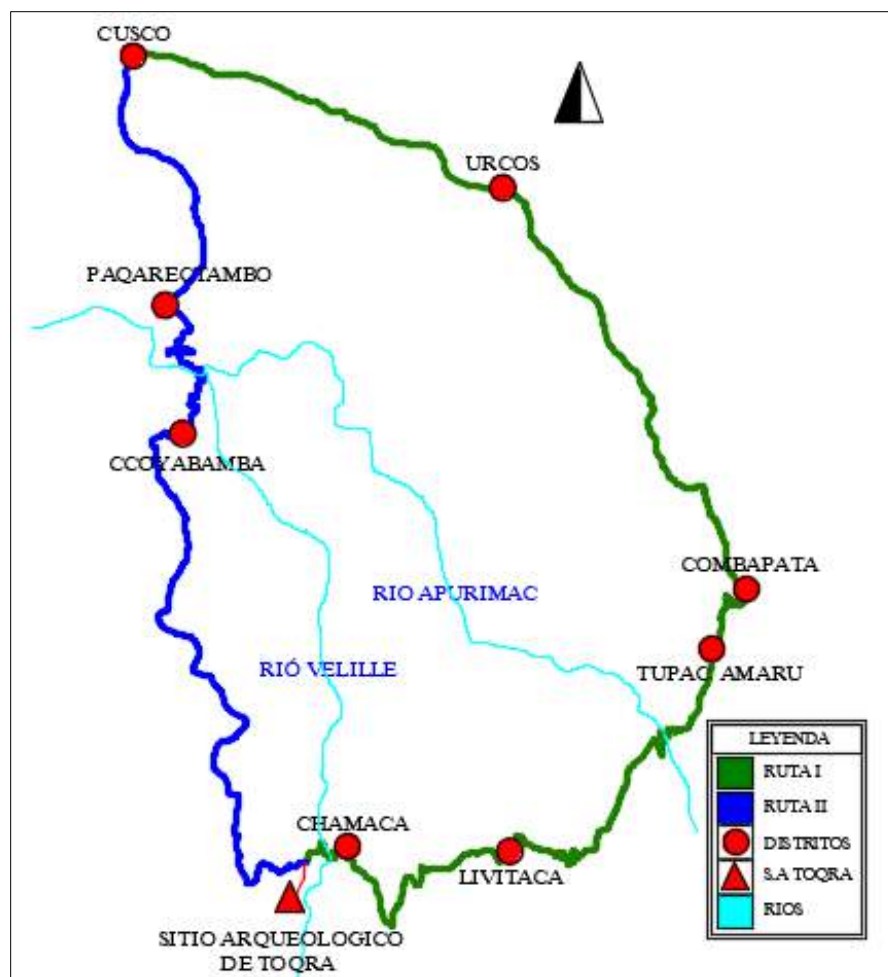 CUSCO
URCOS
PAQARECTAMBO
CCOYABAMBA
COMBAPATA
RIO APURIMAC
TUPAC AMARU
RIÓ VELILLE
LEYENDA
RUTA I
RUTA II
DISTRITOS
S.A TOQRA
RIOS
CHAMACA
LIVITACA
SITIO ARQUEOLOGICO
DE TOQRA